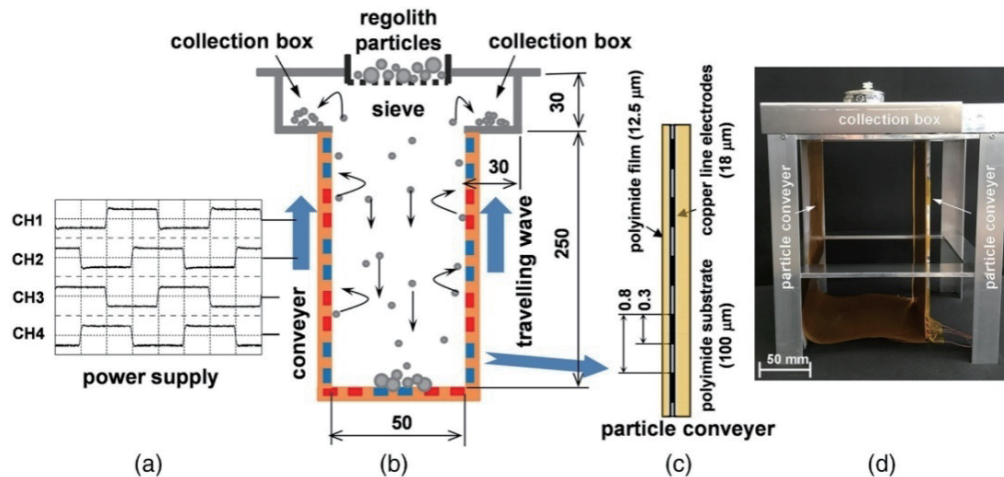 regolith
particles
collection box
collection box
sieve
30
30
CH1
CH2
CH3
CH4
power supply
conveyer
travelling wave
250
50
polyimide film (12.5 μm)
copper line electrodes
(18 μm)
0.8
0.3
polyimide substrate
(100 μm)
particle conveyer
collection box
particle conveyer
particle conveyer
50 mm
(a)
(b)
(c)
(d)